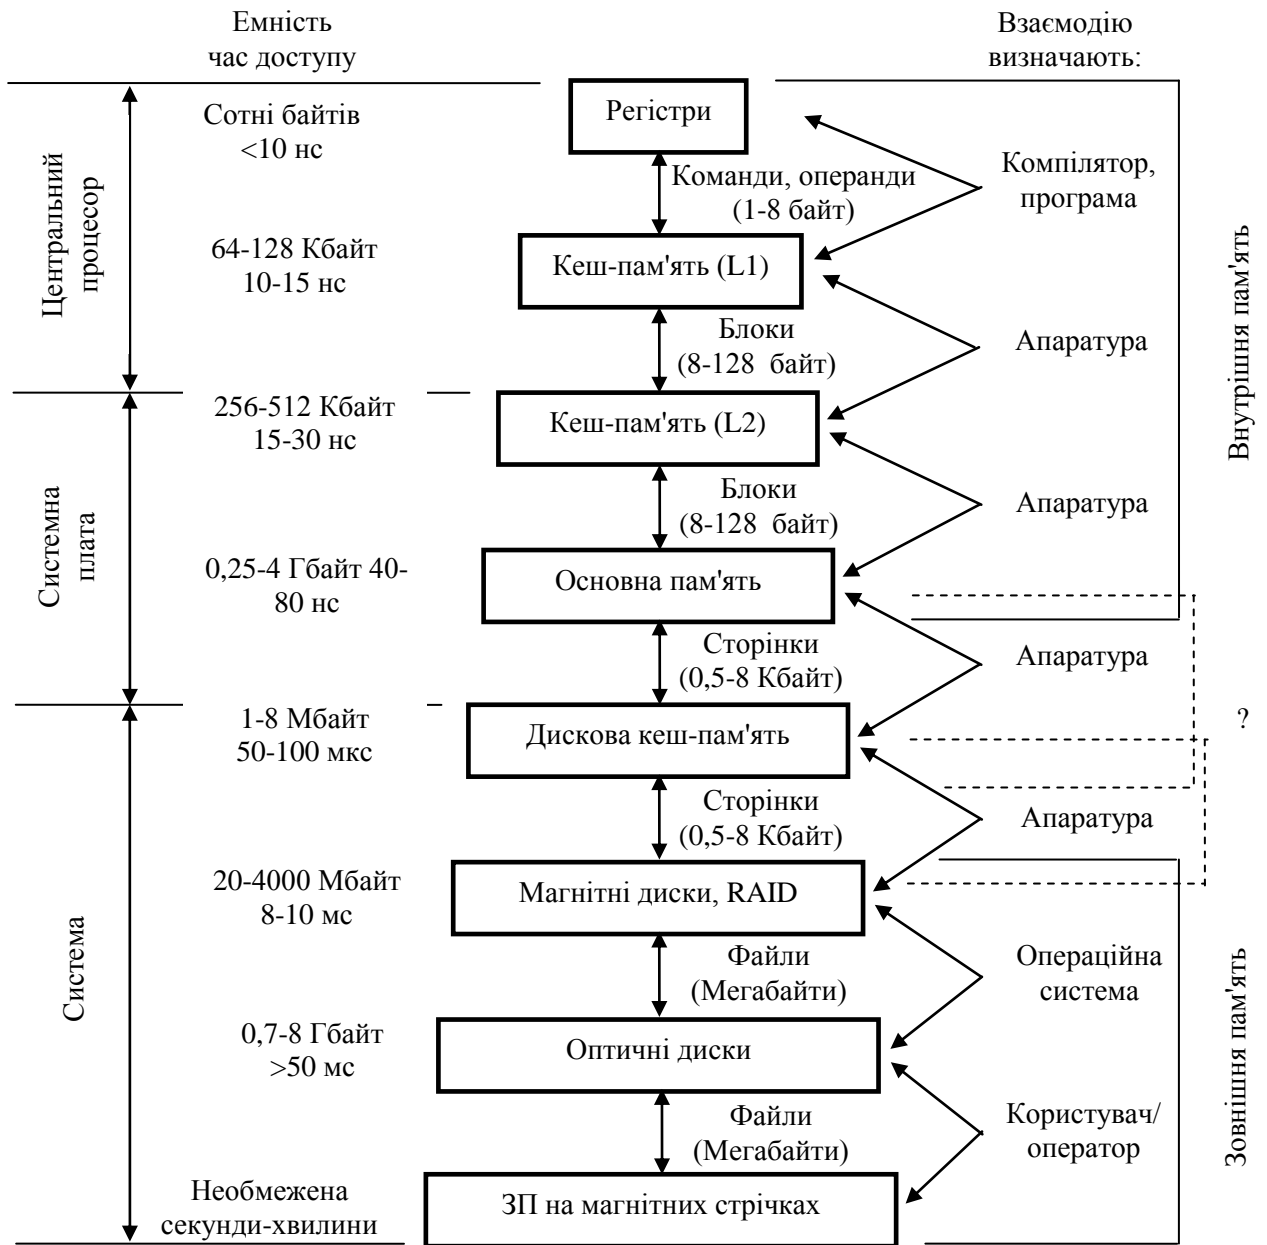 Емність
час доступу
Взаємодію
визначають:
Сотні байтів
<10 нс
Регістри
Команди, операнди
(1-8 байт)
Компілятор,
програма
Центральний
процесор
64-128 Кбайт
10-15 нс
Кеш-пам'ять (L1)
Блоки
(8-128 байт)
Апаратура
Внутрішня пам'ять
256-512 Кбайт
15-30 нс
Кеш-пам'ять (L2)
Блоки
(8-128 байт)
Апаратура
Системна
плата
0,25-4 Гбайт 40-
80 нс
Основна пам'ять
Сторінки
(0,5-8 Кбайт)
Апаратура
1-8 Мбайт
50-100 мкс
Дискова кеш-пам'ять
?
Сторінки
(0,5-8 Кбайт)
Апаратура
20-4000 Мбайт
8-10 мс
Магнітні диски, RAID
Система
Файли
(Мегабайти)
Операційна
система
0,7-8 Гбайт
>50 мс
Оптичні диски
Зовнішня пам'ять
Файли
(Мегабайти)
Користувач/
оператор
Необмежена
секунди-хвилини
ЗП на магнітних стрічках